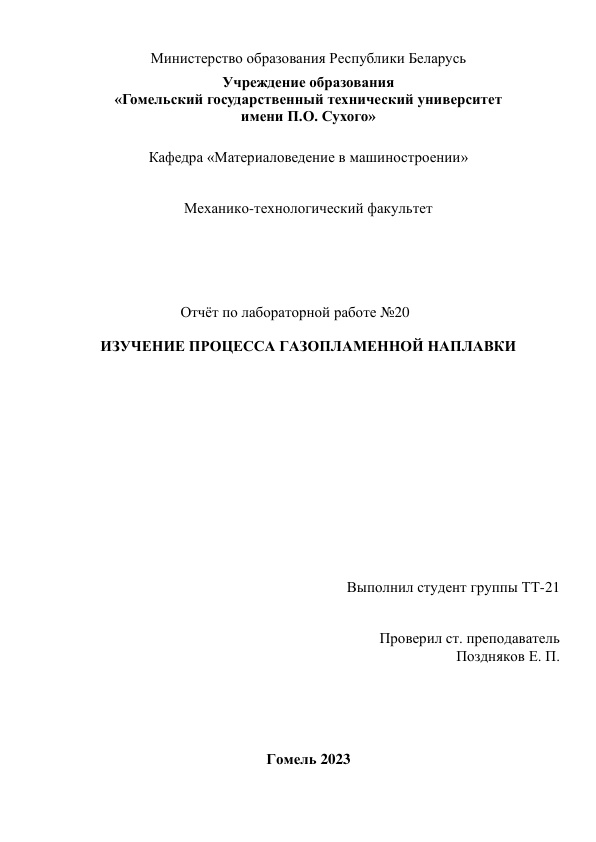 Министерство образования Республики Беларусь
Учреждение образования
«Гомельский государственный технический университет
имени П.О. Сухого»
Кафедра «Материаловедение в машиностроении»
Механико-технологический факультет
Отчёт по лабораторной работе №20
ИЗУЧЕНИЕ ПРОЦЕССА ГАЗОПЛАМЕННОЙ НАПЛАВКИ
Выполнил студент группы ТТ-21
Проверил ст. преподаватель
Поздняков Е. П.
Гомель 2023